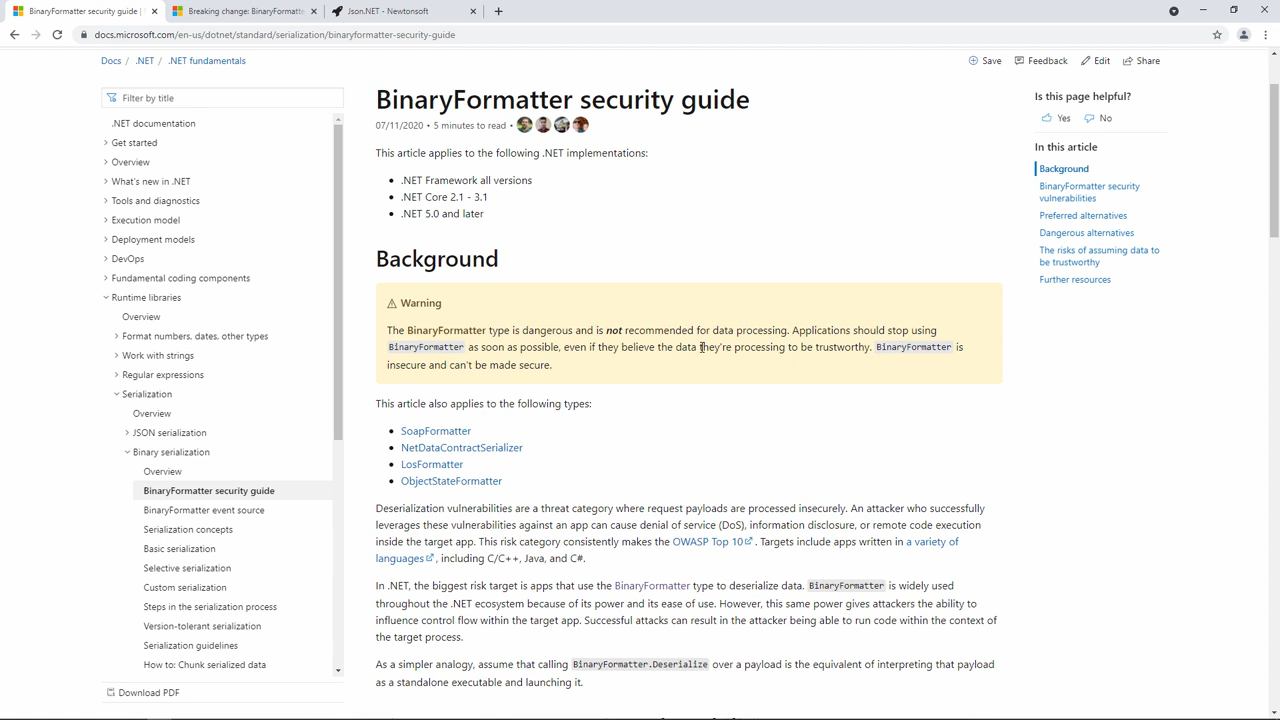 BinaryFormatter security guide |
Breaking change: BinaryFormatte
Json.NET - Newtonsoft
docs.microsoft.com/en-us/dotnet/standard/serialization/binaryformatter-security-guide
Docs / .NET / .NET fundamentals
Save Feedback Edit Share
Filter by title
.NET documentation
Get started
Overview
What's new in .NET
Tools and diagnostics
Execution model
Deployment models
DevOps
Fundamental coding components
Runtime libraries
Overview
Format numbers, dates, other types
Work with strings
Regular expressions
Serialization
Overview
JSON serialization
Binary serialization
Overview
BinaryFormatter security guide
BinaryFormatter event source
Serialization concepts
Basic serialization
Selective serialization
Custom serialization
Steps in the serialization process
Version-tolerant serialization
Serialization guidelines
How to: Chunk serialized data
Download PDF
BinaryFormatter security guide
07/11/2020 • 5 minutes to read •
This article applies to the following .NET implementations:
• .NET Framework all versions
• .NET Core 2.1 - 3.1
• .NET 5.0 and later
Background
⚠ Warning
The BinaryFormatter type is dangerous and is not recommended for data processing. Applications should stop using
BinaryFormatter as soon as possible, even if they believe the data they're processing to be trustworthy. BinaryFormatter is
insecure and can't be made secure.
This article also applies to the following types:
• SoapFormatter
• NetDataContractSerializer
• LosFormatter
• ObjectStateFormatter
Deserialization vulnerabilities are a threat category where request payloads are processed insecurely. An attacker who successfully
leverages these vulnerabilities against an app can cause denial of service (DoS), information disclosure, or remote code execution
inside the target app. This risk category consistently makes the OWASP Top 10. Targets include apps written in a variety of
languages, including C/C++, Java, and C#.
In .NET, the biggest risk target is apps that use the BinaryFormatter type to deserialize data. BinaryFormatter is widely used
throughout the .NET ecosystem because of its power and its ease of use. However, this same power gives attackers the ability to
influence control flow within the target app. Successful attacks can result in the attacker being able to run code within the context of
the target process.
As a simpler analogy, assume that calling BinaryFormatter.Deserialize over a payload is the equivalent of interpreting that payload
as a standalone executable and launching it.
Is this page helpful?
Yes No
In this article
Background
BinaryFormatter security
vulnerabilities
Preferred alternatives
Dangerous alternatives
The risks of assuming data to
be trustworthy
Further resources